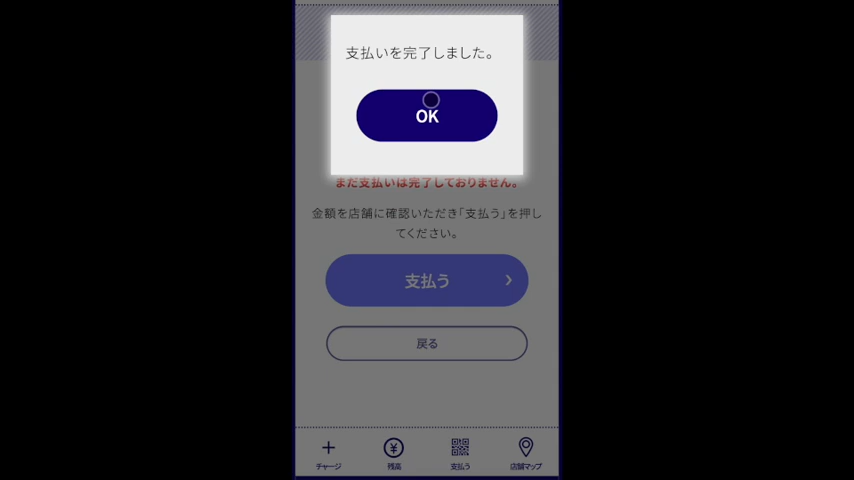 支払いを完了しました。
OK
まだ支払いは完了しておりません。
金額を店舗に確認いただき「支払う」を押し
てください。
支払う
戻る
チャージ
残高
支払う
店舗マップ